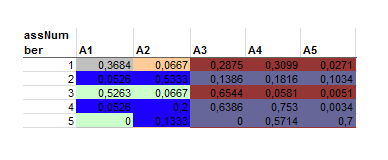 assNum
ber A1 A2 A3 A4 A5
1 0,3684 0,0667 0,2875 0,3099 0,0271
2 0,0526 0,5333 0,1386 0,1816 0,1034
3 0,5263 0,0667 0,6544 0,0581 0,0051
4 0,0526 0,2 0,6386 0,753 0,0034
5 0 0,1333 0 0,5714 0,7